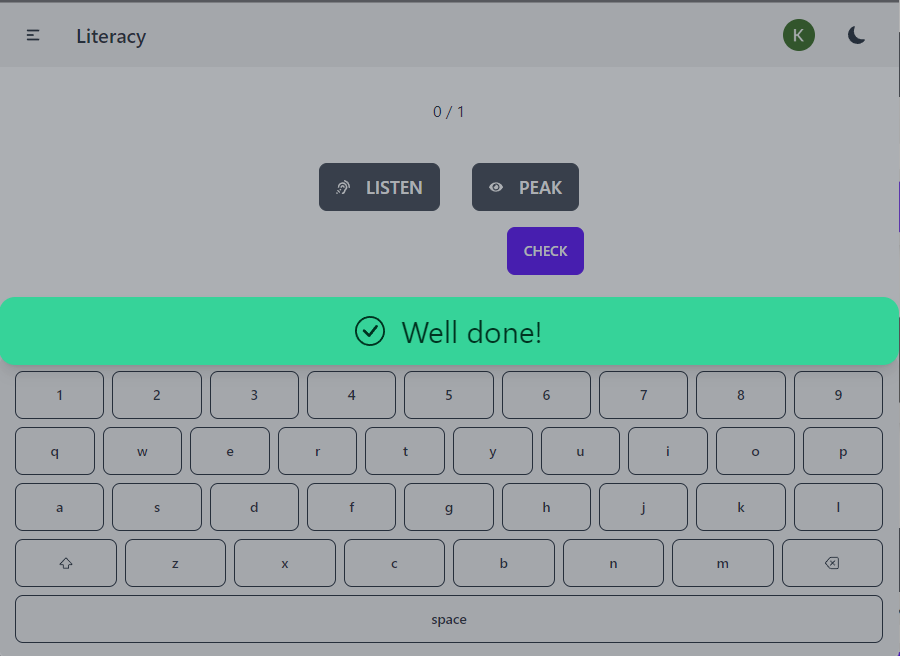 Literacy
K
0 / 1
LISTEN PEAK
CHECK
Well done!
1 2 3 4 5 6 7 8 9
q w e r t y u i o p
a s d f g h j k l
z x c b n m
space